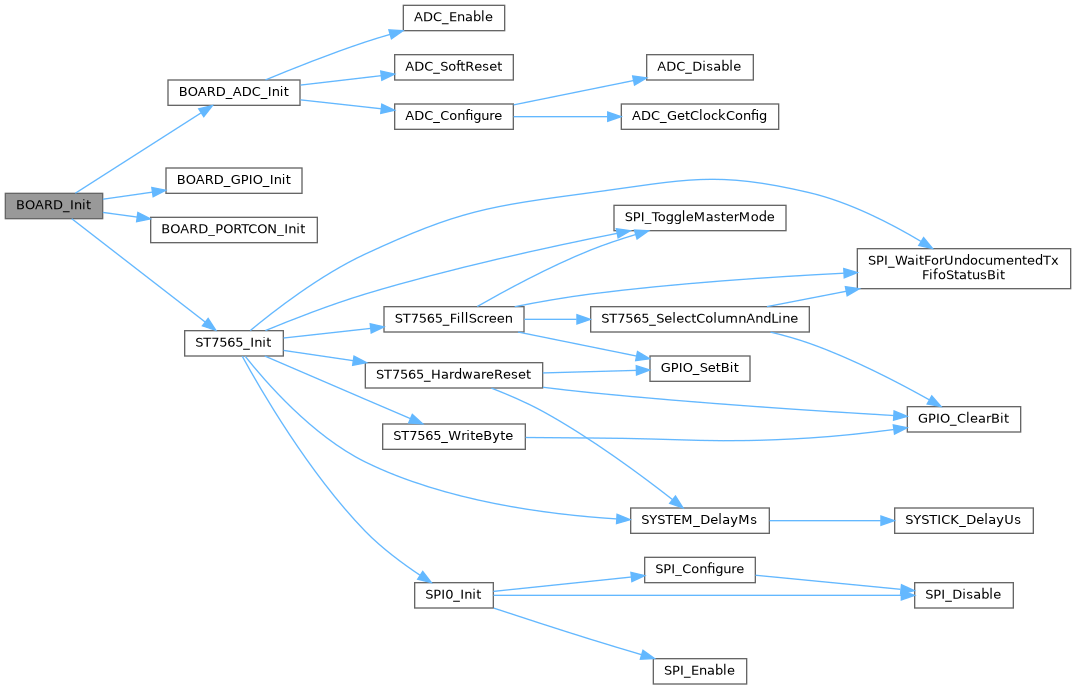 ADC_Enable
ADC_SoftReset
ADC_Disable
BOARD_ADC_Init
ADC_Configure
ADC_GetClockConfig
BOARD_GPIO_Init
BOARD_Init
SPI_ToggleMasterMode
BOARD_PORTCON_Init
SPI_WaitForUndocumentedTx
FifoStatusBit
ST7565_FillScreen
ST7565_SelectColumnAndLine
ST7565_Init
GPIO_SetBit
ST7565_HardwareReset
GPIO_ClearBit
ST7565_WriteByte
SYSTEM_DelayMs
SYSTICK_DelayUs
SPI_Configure
SPI0_Init
SPI_Disable
SPI_Enable